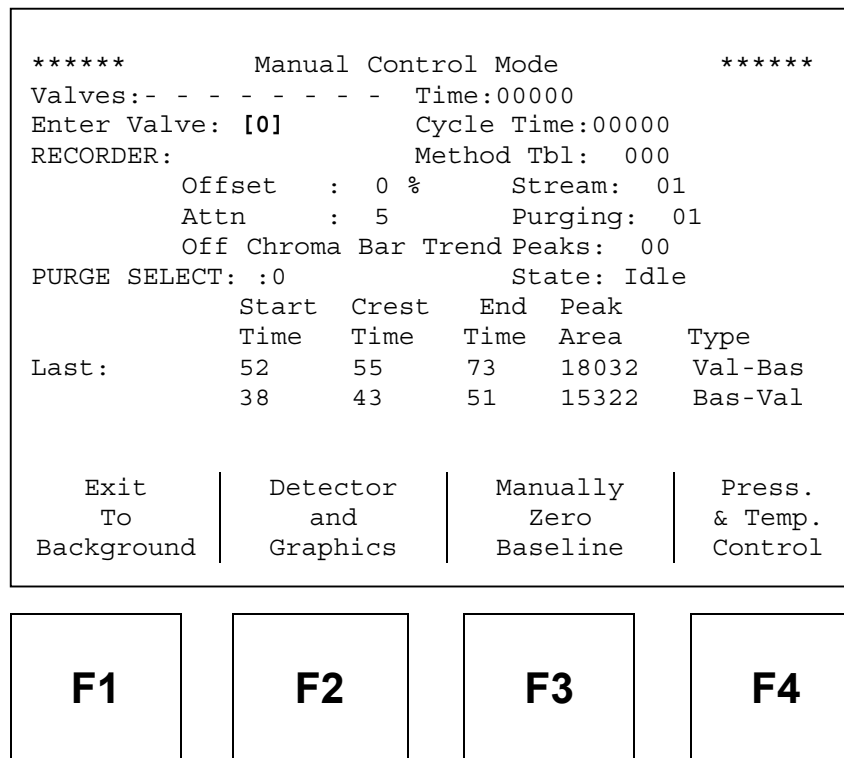 ****** Manual Control Mode ******
Valves:- - - - - - - - Time:00000
Enter Valve: [0] Cycle Time:00000
RECORDER: Method Tbl: 000
Offset : 0 % Stream: 01
Attn : 5 Purging: 01
Off Chroma Bar Trend Peaks: 00
PURGE SELECT: :0 State: Idle
Start Crest End Peak
Time Time Time Area Type
Last: 52 55 73 18032 Val-Bas
38 43 51 15322 Bas-Val
Exit Detector Manually Press.
To and Zero & Temp.
Background Graphics Baseline Control
F1 F2 F3 F4